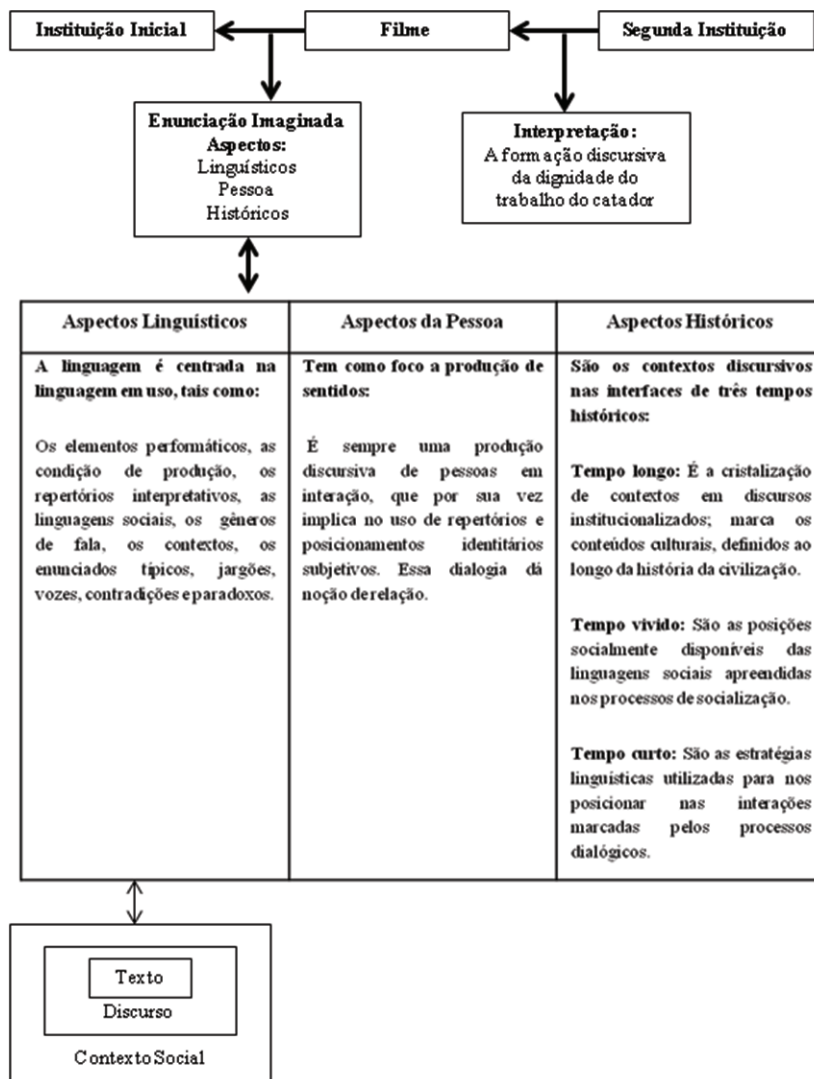 Instituição Inicial
Filme
Segunda Instituição
Enunciação Imaginada
Aspectos:
Linguísticos
Pessoa
Históricos
Interpretação:
A formação discursiva
da dignidade do
trabalho do catador
Aspectos Linguísticos
A linguagem é centrada na
linguagem em uso, tais como:
Os elementos performáticos, as
condição de produção, os
repertórios interpretativos, as
linguagens sociais, os gêneros
de fala, os contextos, os
enunciados típicos, jargões,
vozes, contradições e paradoxos.
Aspectos da Pessoa
Tem como foco a produção de
sentidos:
É sempre uma produção
discursiva de pessoas em
interação, que por sua vez
implica no uso de repertórios e
posicionamentos identitários
subjetivos. Essa dialogia dá
noção de relação.
Aspectos Históricos
São os contextos discursivos
nas interfaces de três tempos
históricos:
Tempo longo: É a cristalização
de contextos em discursos
institucionalizados; marca os
conteúdos culturais, definidos ao
longo da história da civilização.
Tempo vivido: São as posições
socialmente disponíveis das
linguagens sociais apreendidas
nos processos de socialização.
Tempo curto: São as estratégias
linguísticas utilizadas para nos
posicionar nas interações
marcadas pelos processos
dialógicos.
Texto
Discurso
Contexto Social